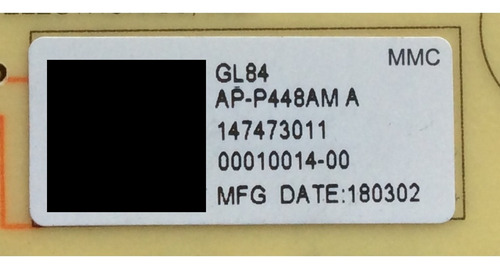 MMC
GL84
AP-P448AM A
147473011
00010014-00
MFG DATE:180302